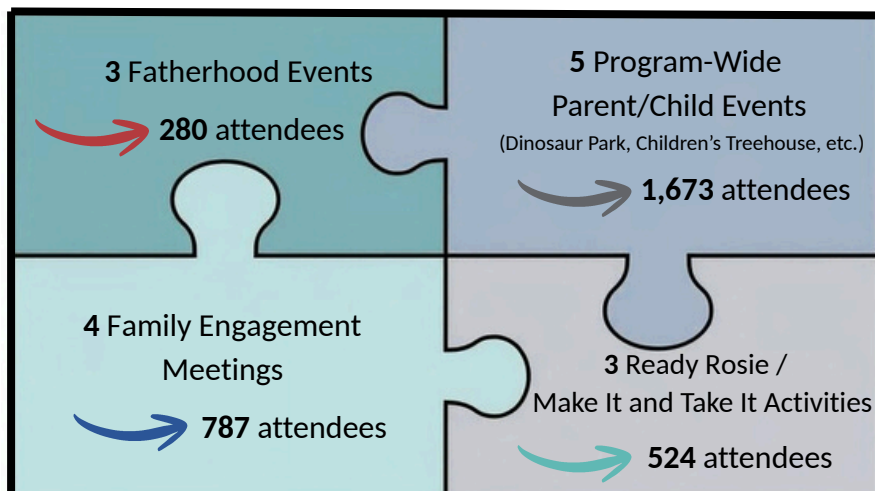 3 Fatherhood Events
280 attendees
5 Program-Wide
Parent/Child Events
(Dinosaur Park, Children’s Treehouse, etc.)
1,673 attendees
4 Family Engagement
Meetings
787 attendees
3 Ready Rosie /
Make It and Take It Activities
524 attendees